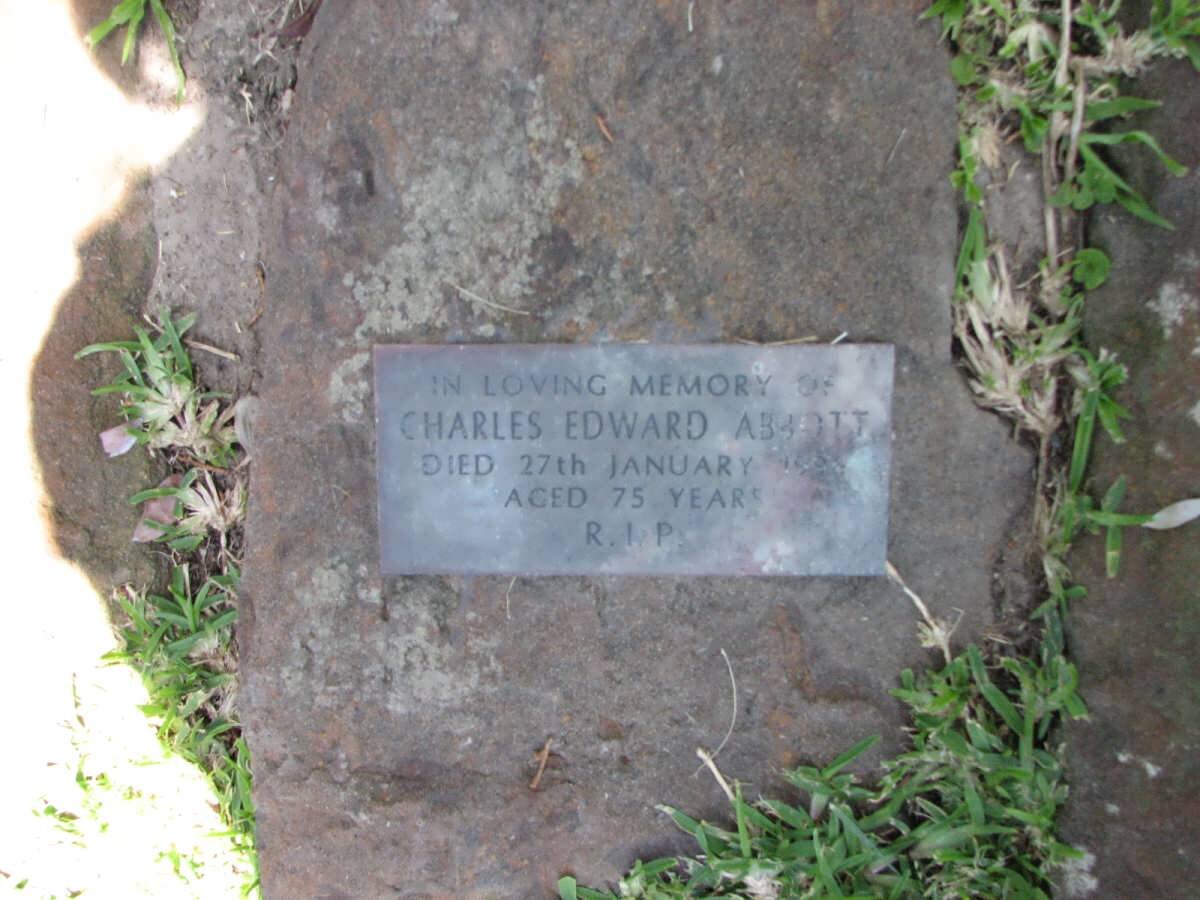 IN LOVING MEMORY OF
CHARLES EDWARD ABBOTT
DIED 27th JANUARY
AGED 75 YEARS
R.I.P.